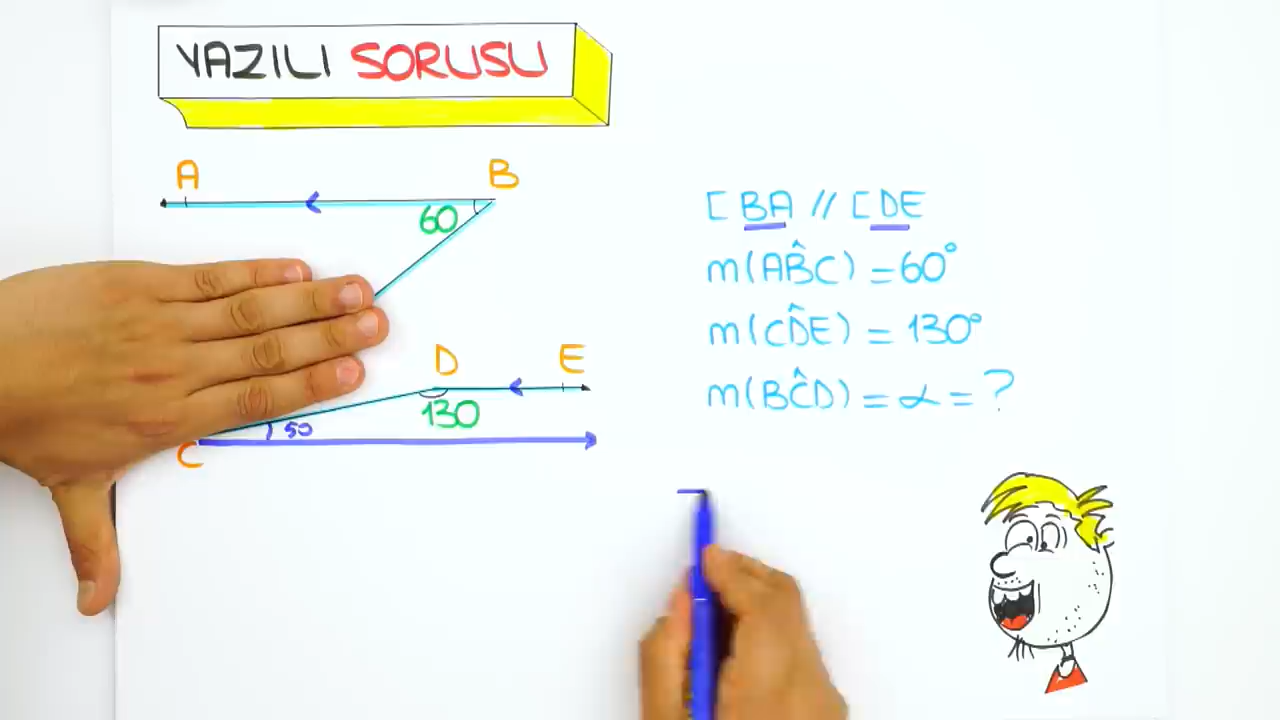 YAZILI SORUSU
A B
60
D E
130
50
C
[BA // [DE
m(AB̂C) = 60°
m(CD̂E) = 130°
m(BĈD) = α = ?